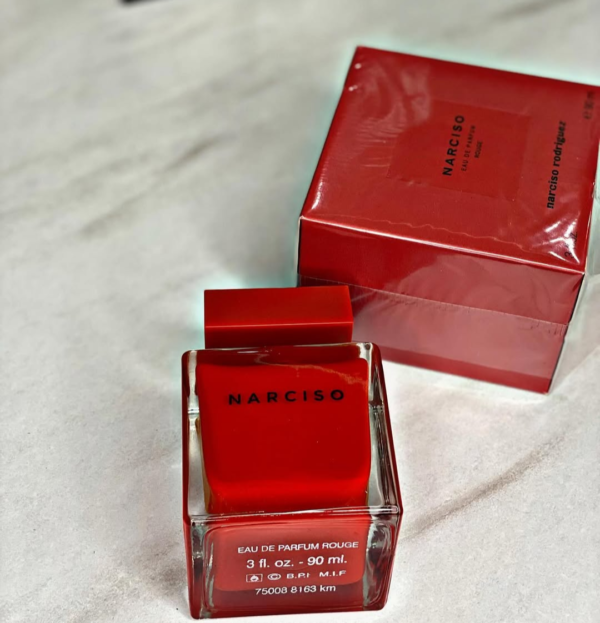 NARCISO
EAU DE PARFUM
ROUGE
narciso rodriguez
NARCISO
EAU DE PARFUM ROUGE
3 fl. oz. - 90 ml.
© B.P.I M.I.F
75008 8163 km